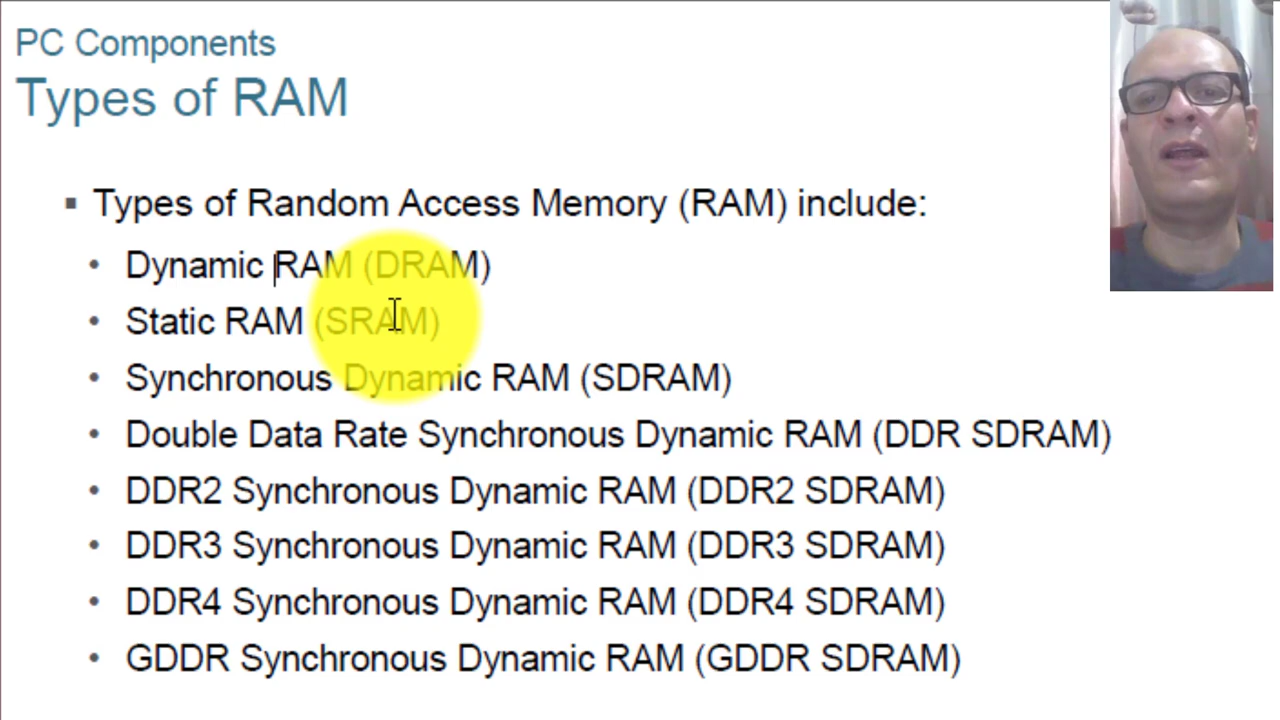 PC Components
Types of RAM
▪ Types of Random Access Memory (RAM) include:
• Dynamic RAM (DRAM)
• Static RAM (SRAM)
• Synchronous Dynamic RAM (SDRAM)
• Double Data Rate Synchronous Dynamic RAM (DDR SDRAM)
• DDR2 Synchronous Dynamic RAM (DDR2 SDRAM)
• DDR3 Synchronous Dynamic RAM (DDR3 SDRAM)
• DDR4 Synchronous Dynamic RAM (DDR4 SDRAM)
• GDDR Synchronous Dynamic RAM (GDDR SDRAM)